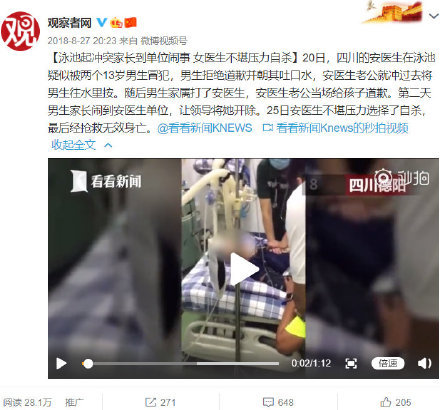 观
观察者网
2018-8-27 20:23 来自 微博视频号
【泳池起冲突家长到单位闹事 女医生不堪压力自杀】20日，四川的安医生在泳池
疑似被两个13岁男生冒犯，男生拒绝道歉并朝其吐口水，安医生老公就冲过去将
男生往水里按。随后男生家属打了安医生，安医生老公当场给孩子道歉。第二天
男生家长闹到安医生单位，让领导将她开除。25日安医生不堪压力选择了自杀，
最后经抢救无效身亡。@看看新闻KNEWS 看看新闻Knews的秒拍视频
收起全文
看看新闻
四川德阳
秒拍
0:02/1:12
倍速
阅读 28.1万 推广 271 648 205